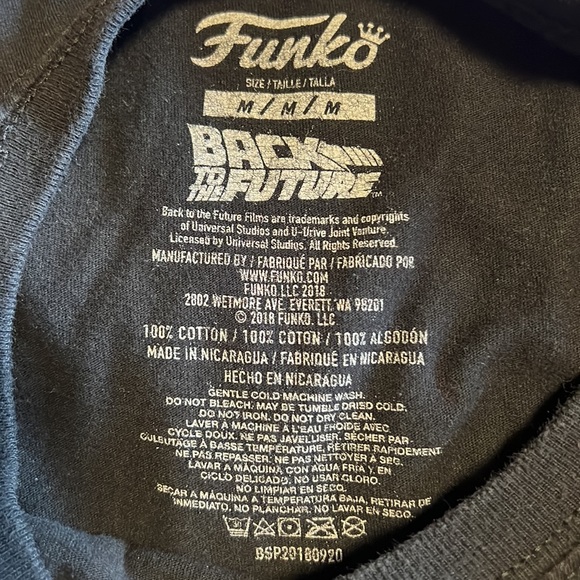 Funko
SIZE / TAILLE / TALLA
M / M / M
BACK
TO THE FUTURE™
Back to the Future Films are trademarks and copyrights
of Universal Studios and U-Drive Joint Venture.
Licensed by Universal Studios. All Rights Reserved.
MANUFACTURED BY / FABRIQUÉ PAR / FABRICADO POR
WWW.FUNKO.COM
FUNKO, LLC 2018
2802 WETMORE AVE. EVERETT, WA 98201
© 2018 FUNKO, LLC
100% COTTON / 100% COTON / 100% ALGODÓN
MADE IN NICARAGUA / FABRIQUÉ EN NICARAGUA
HECHO EN NICARAGUA
GENTLE COLD MACHINE WASH.
DO NOT BLEACH. MAY BE TUMBLE DRIED COLD.
DO NOT IRON. DO NOT DRY CLEAN.
LAVER A MACHINE À L'EAU FHOIDE AVEC
CYCLE DOUX. NE PAS JAVELLISER. SÉCHER PAR
CULBUTAGE À BASSE TEMPÉRATURE, RETIRER RAPIDEMENT.
NE PAS REPASSER. NE PAS NETTOYER À SEC.
LAVAR A MÁQUINA CON AGUA FRIA Y EN
CICLO DELICADO. NO USAR CLORO.
NO LIMPIAR EN SECO.
SECAR A MÁQUINA A TEMPERATURA BAJA, RETIRAR DE
INMEDIATO. NO PLANCHAR. NO LAVAR EN SECO.
BSP20180920